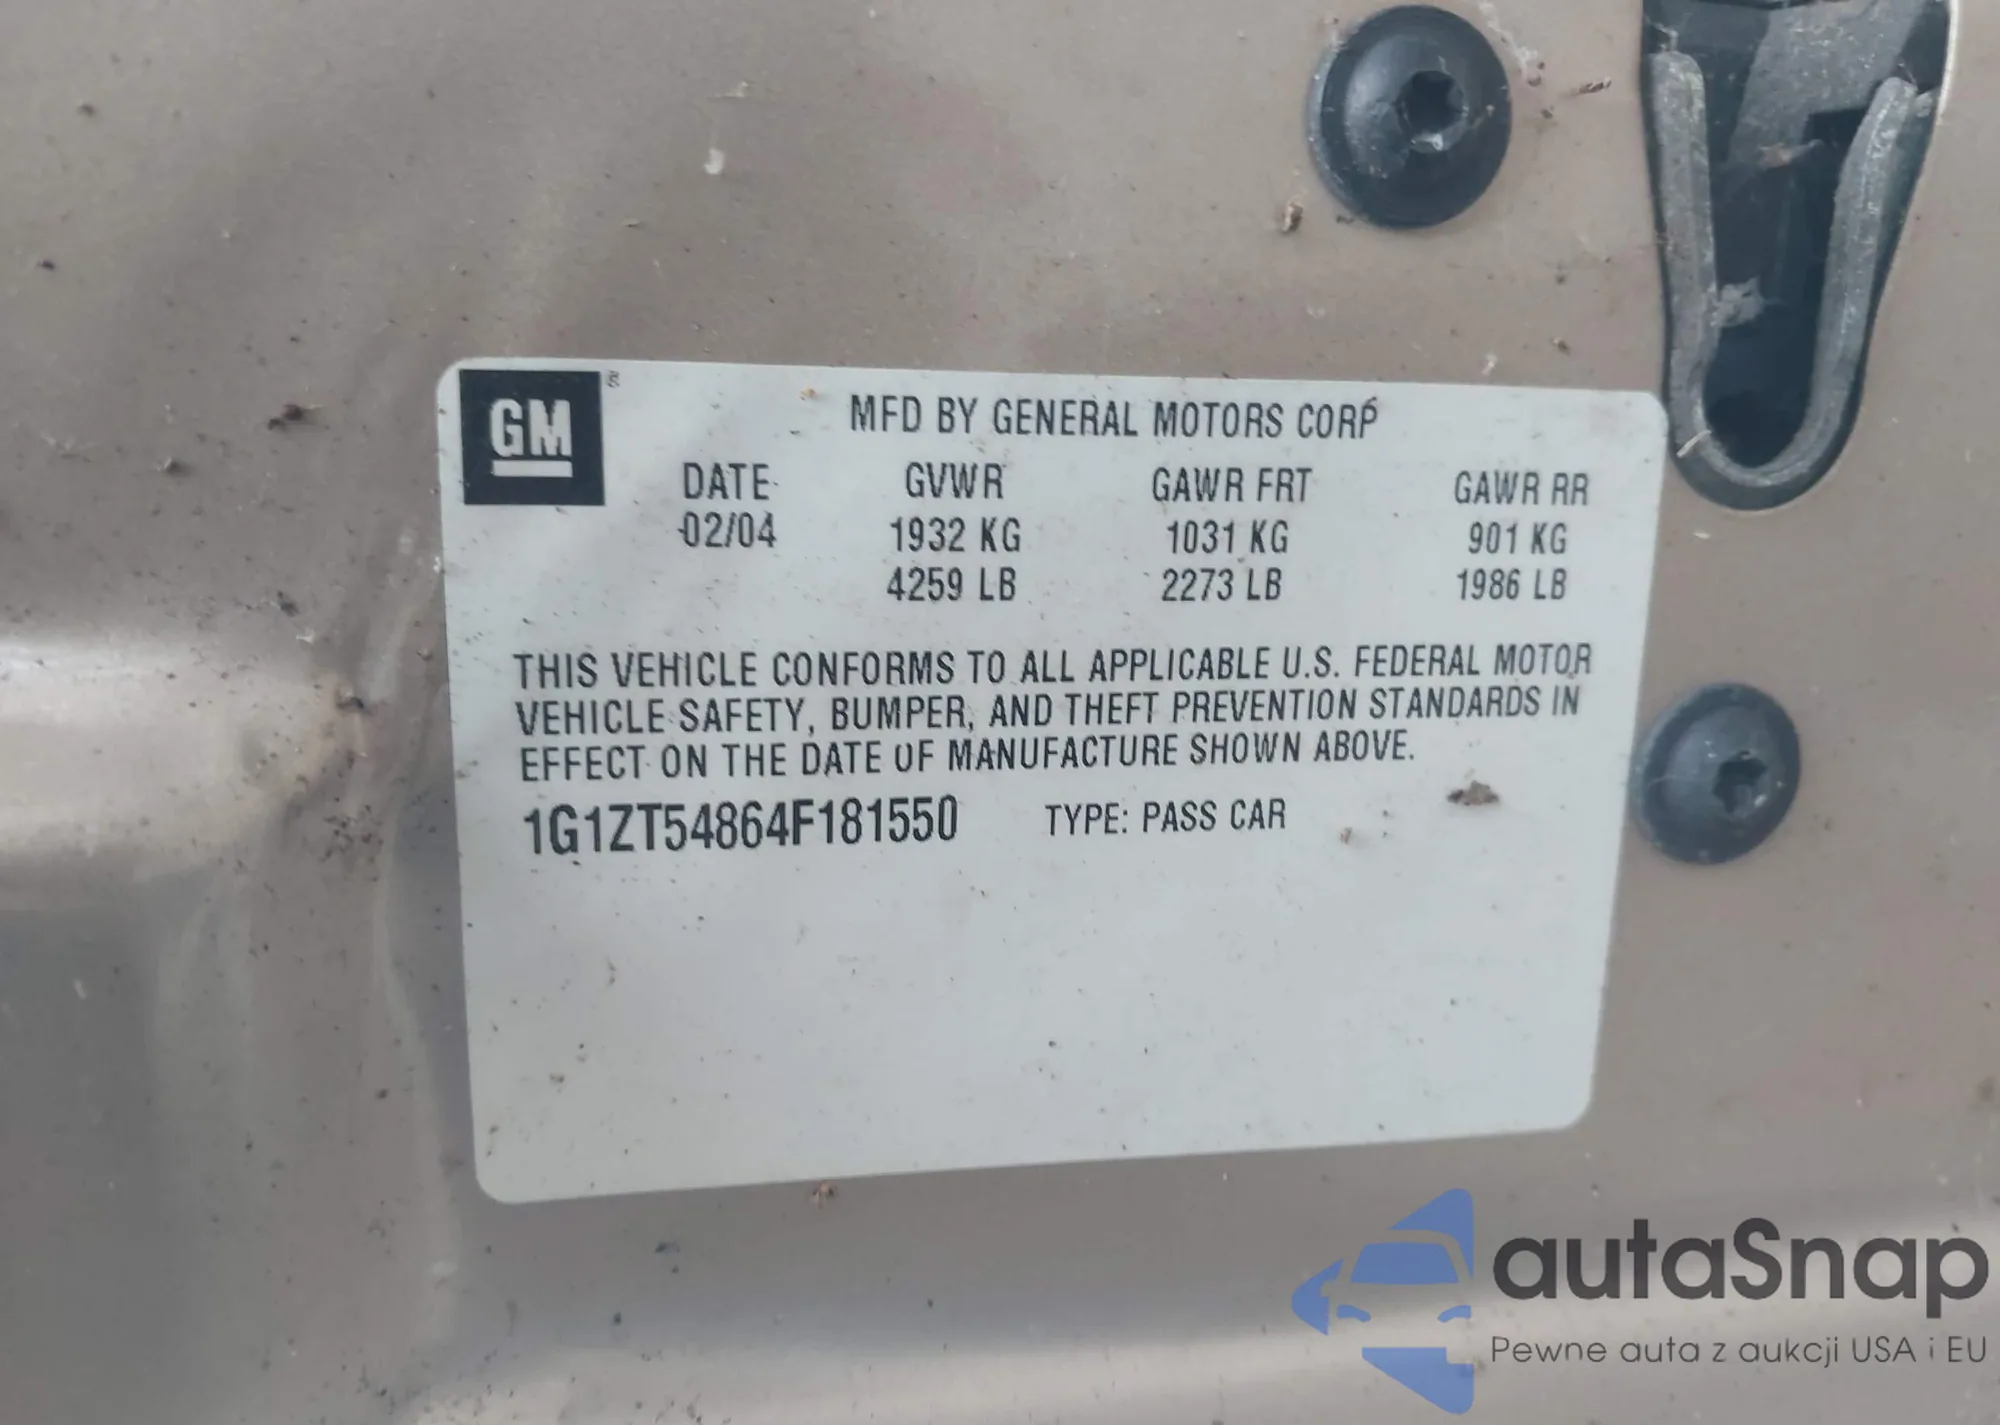 GM
MFD BY GENERAL MOTORS CORP
DATE GVWR GAWR FRT GAWR RR
02/04 1932 KG 1031 KG 901 KG
4259 LB 2273 LB 1986 LB
THIS VEHICLE CONFORMS TO ALL APPLICABLE U.S. FEDERAL MOTOR
VEHICLE SAFETY, BUMPER, AND THEFT PREVENTION STANDARDS IN
EFFECT ON THE DATE OF MANUFACTURE SHOWN ABOVE.
1G1ZT54864F181550 TYPE: PASS CAR
autaSnap
Pewne auta z aukcji USA i EU